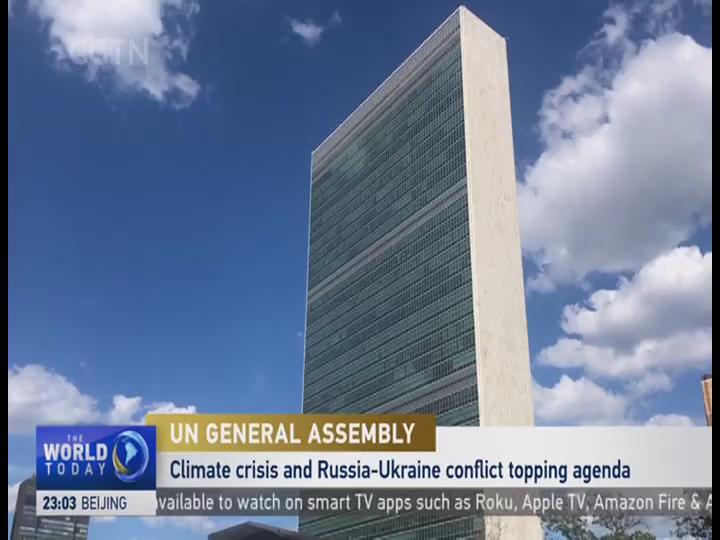 CGTN
UN GENERAL ASSEMBLY
THE
WORLD
TODAY
Climate crisis and Russia-Ukraine conflict topping agenda
23:03 BEIJING
available to watch on smart TV apps such as Roku, Apple TV, Amazon Fire & A